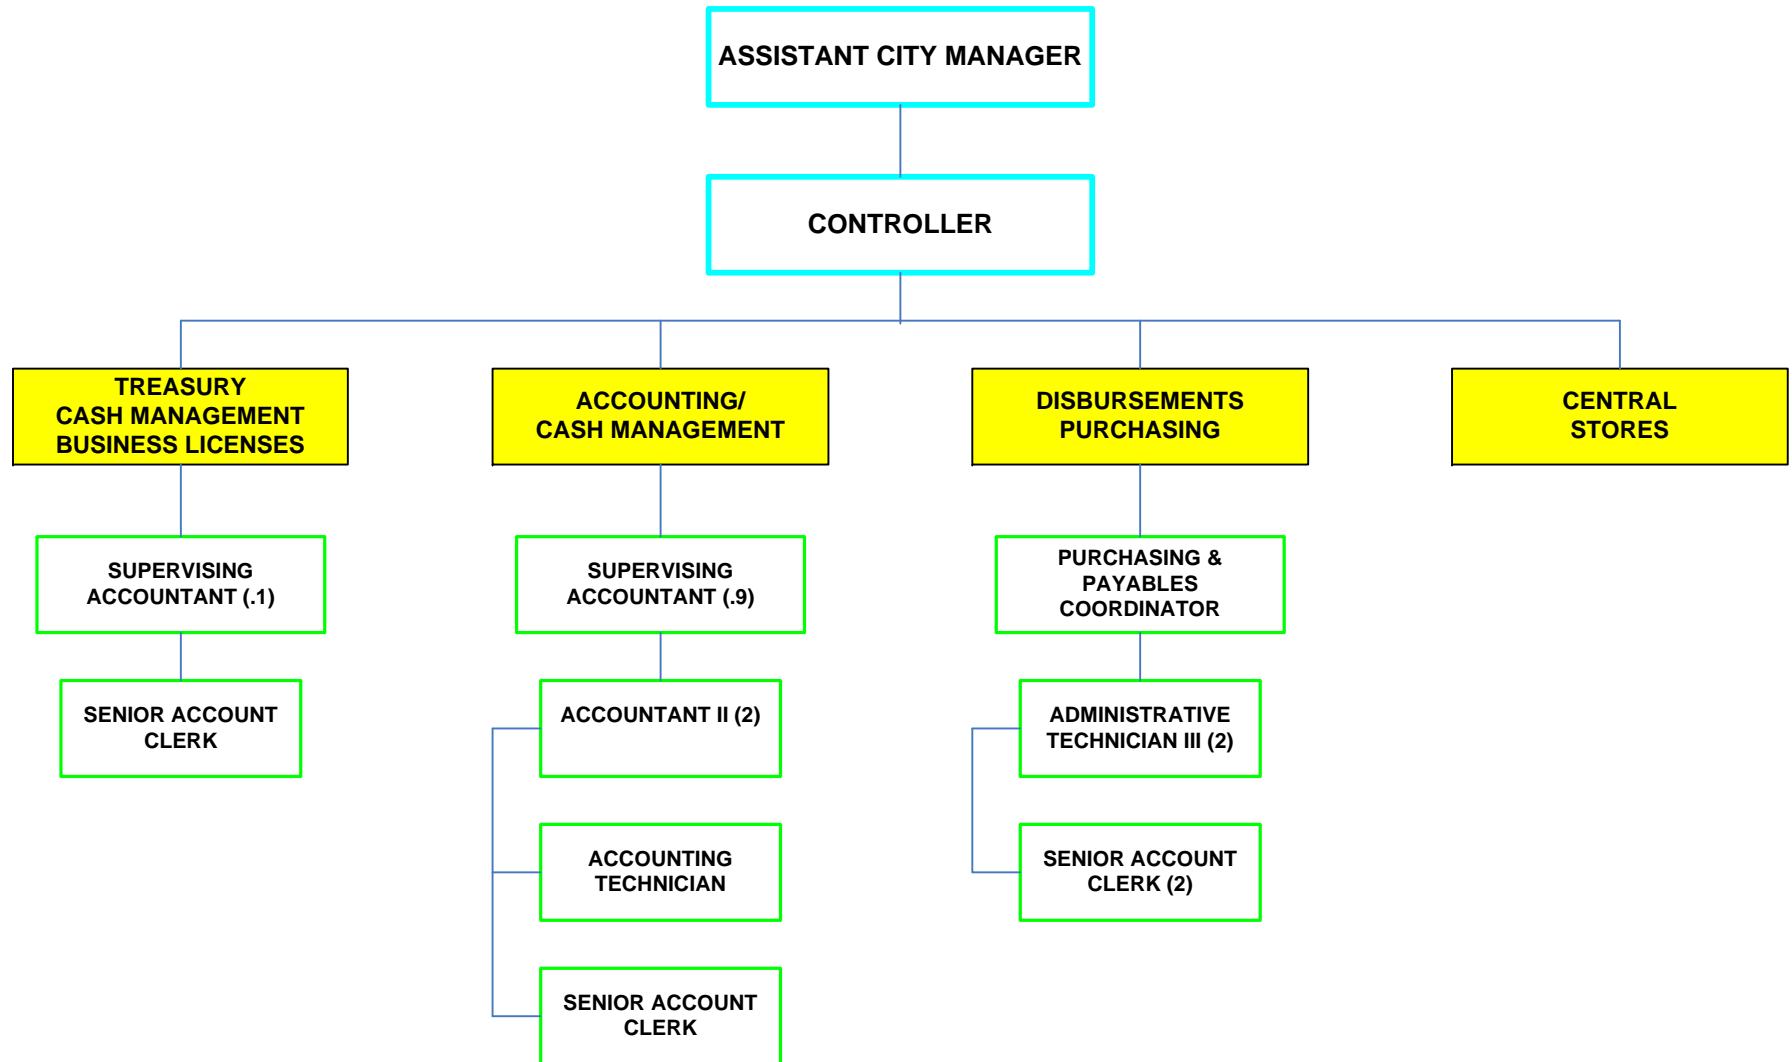 ASSISTANT CITY MANAGER
CONTROLLER
TREASURY
CASH MANAGEMENT
BUSINESS LICENSES
ACCOUNTING/
CASH MANAGEMENT
DISBURSEMENTS
PURCHASING
CENTRAL
STORES
SUPERVISING
ACCOUNTANT (.1)
SUPERVISING
ACCOUNTANT (.9)
PURCHASING &
PAYABLES
COORDINATOR
SENIOR ACCOUNT
CLERK
ACCOUNTANT II (2)
ADMINISTRATIVE
TECHNICIAN III (2)
ACCOUNTING
TECHNICIAN
SENIOR ACCOUNT
CLERK (2)
SENIOR ACCOUNT
CLERK